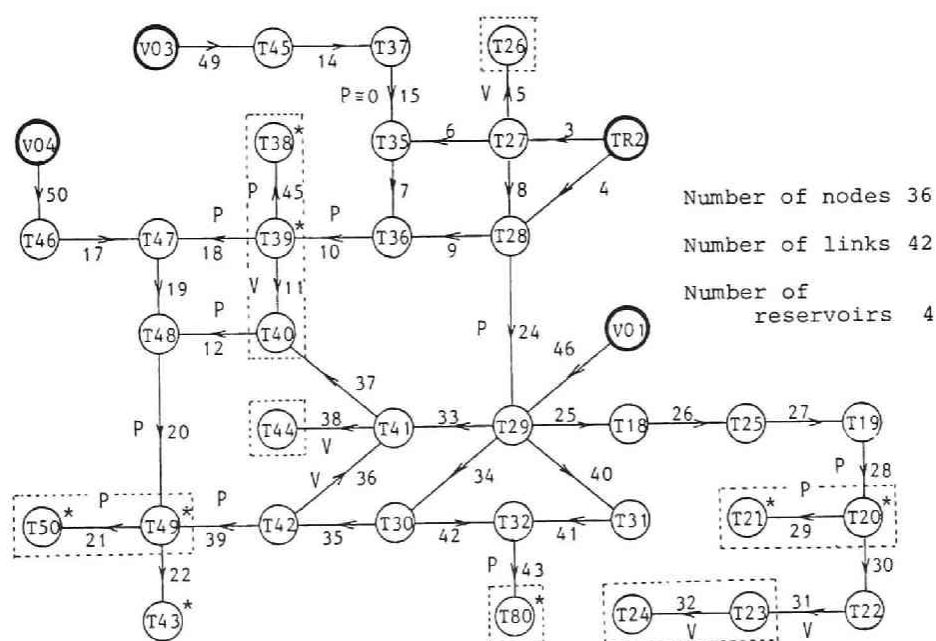 VO3 49 T45 14 T37 T26
P≅0 15 V 5
VO4 T38* T35 6 T27 3 TR2
50 P 45 7 8 4
Number of nodes 36
T46 17 T47 P 18 T39* P 10 T36 9 T28
Number of links 42
19 V 11
Number of
reservoirs 4
T48 P 12 T40 P 24 46 VO1
37
P 20 T44 38 V T41 33 T29 25 T18 26 T25 27 T19
V 36 34 40 P 28
P P P
T50* 21 T49* 39 T42 35 T30 42 T32 41 T31 T21* 29 T20*
22 P 43 30
T43* T80* T24 32 V T23 31 V T22